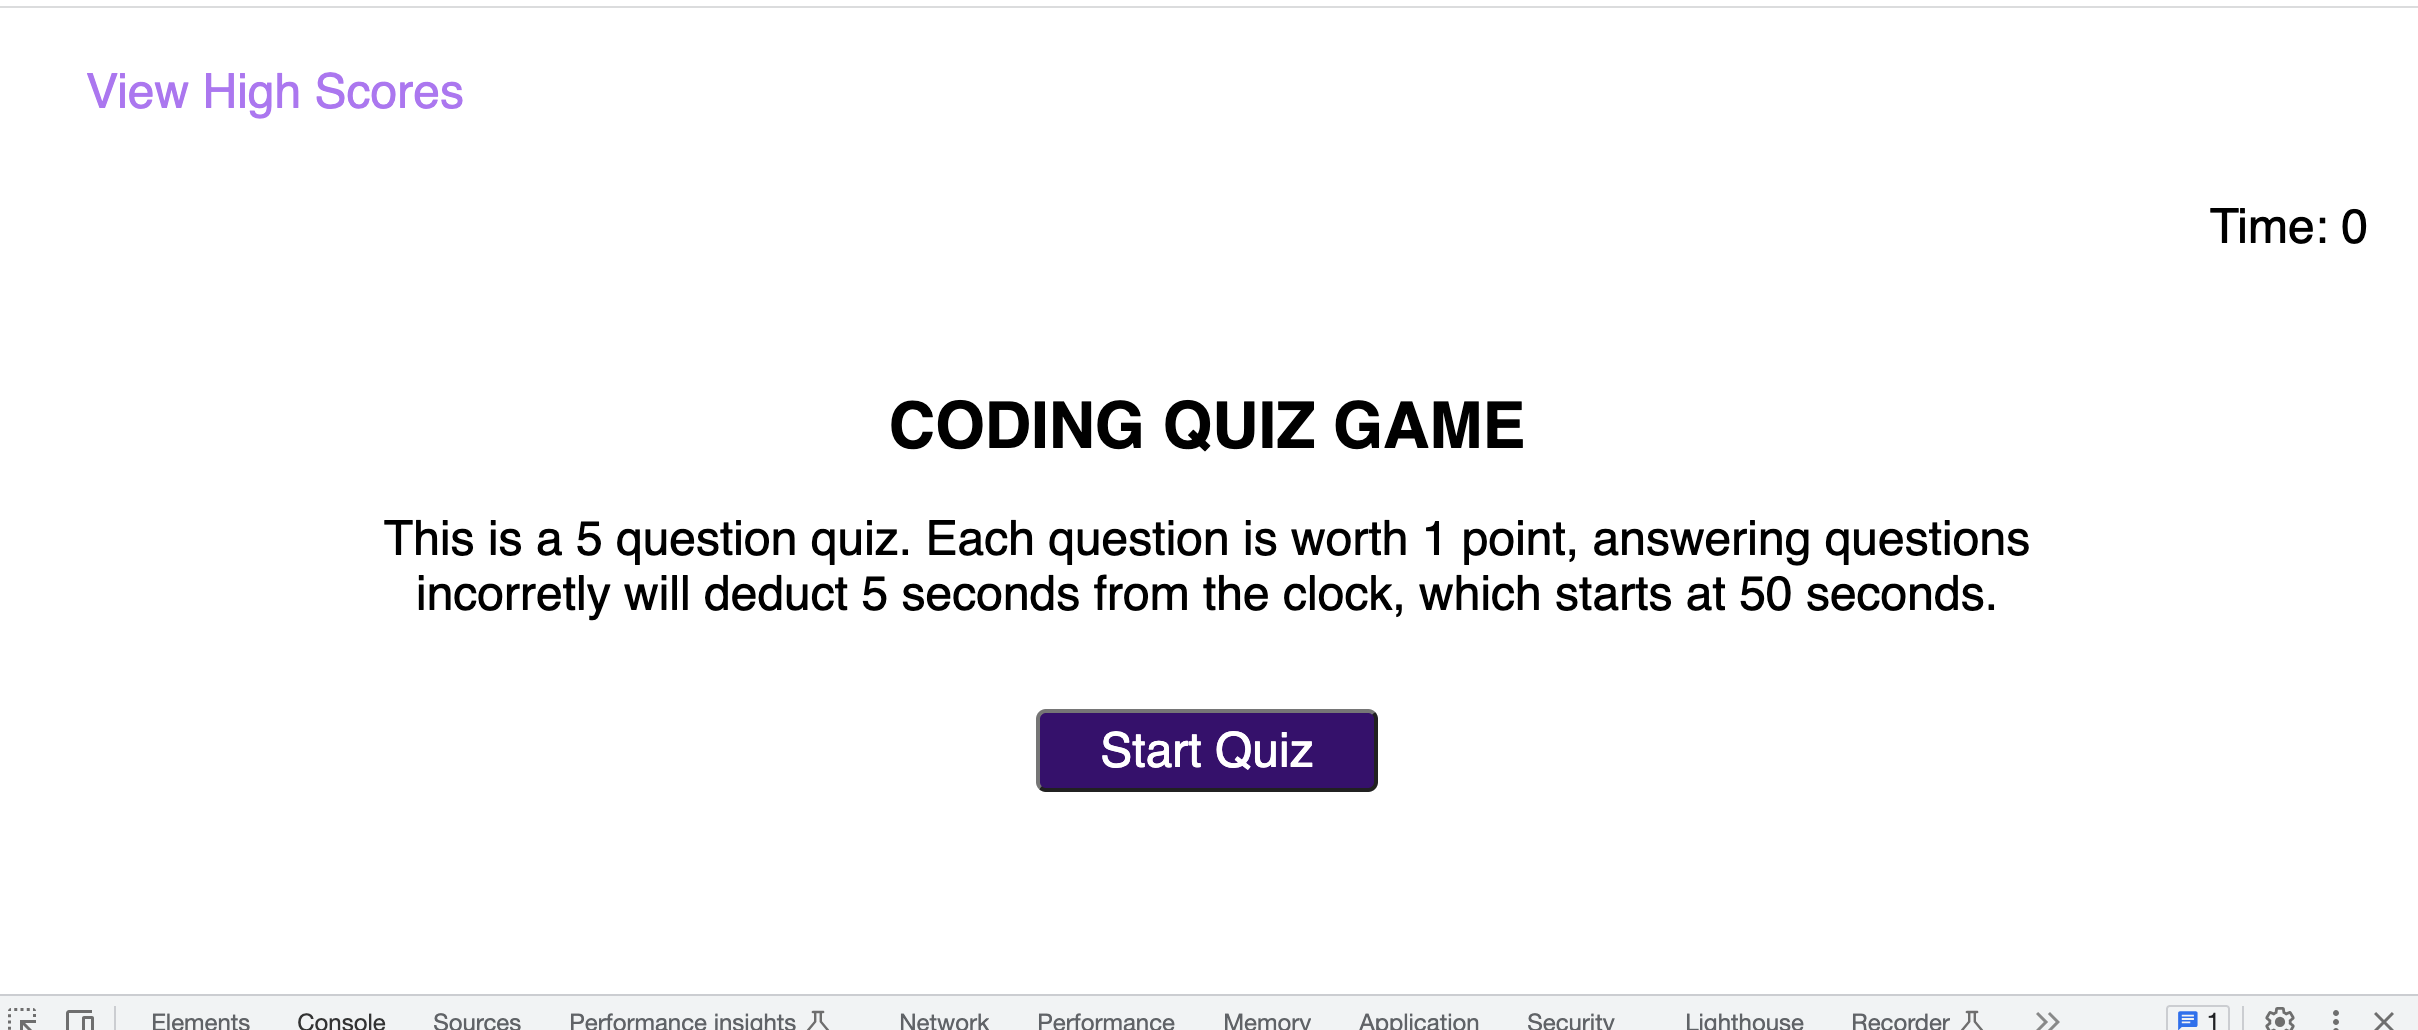 View High Scores
Time: 0
CODING QUIZ GAME
This is a 5 question quiz. Each question is worth 1 point, answering questions
incorretly will deduct 5 seconds from the clock, which starts at 50 seconds.
Start Quiz
Elements Console Sources Performance insights Network Performance Memory Application Security Lighthouse Recorder 1